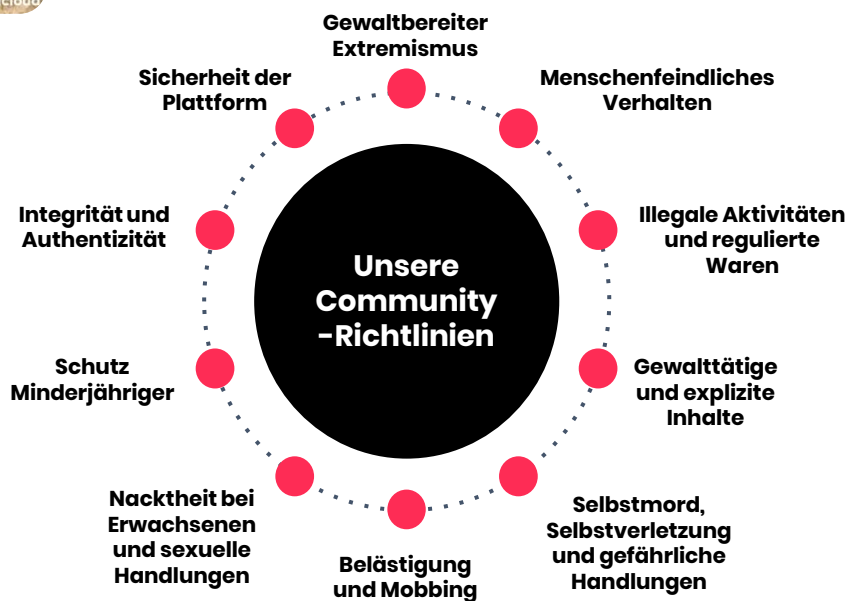 cloud
Gewaltbereiter
Extremismus
Sicherheit der
Plattform
Menschenfeindliches
Verhalten
Integrität und
Authentizität
Illegale Aktivitäten
und regulierte
Waren
Unsere
Community
-Richtlinien
Schutz
Minderjähriger
Gewalttätige
und explizite
Inhalte
Nacktheit bei
Erwachsenen
und sexuelle
Handlungen
Belästigung
und Mobbing
Selbstmord,
Selbstverletzung
und gefährliche
Handlungen